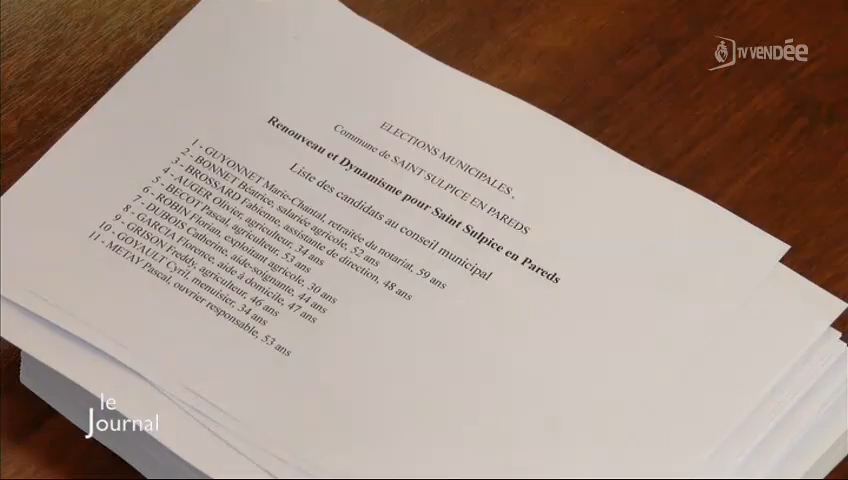 TV VENDÉE
ELECTIONS MUNICIPALES .
Commune de SAINT SULPICE EN PAREDS
Renouveau et Dynamisme pour Saint Sulpice en Pareds
Liste des candidats au conseil municipal
1 - GUYONNET Marie-Chantal, retraitée du notariat, 59 ans
2 - BONNET Béatrice, salariée agricole, 52 ans
3 - BROSSARD Fabienne, assistante de direction, 48 ans
4 - AUGER Olivier, agriculteur, 34 ans
5 - BECOT Pascal, agriculteur, 53 ans
6 - ROBIN Florian, exploitant agricole, 30 ans
7 - DUBOIS Catherine, aide-soignante, 44 ans
8 - GARCIA Florence, aide à domicile, 47 ans
9 - GRISON Freddy, agriculteur, 46 ans
10 - GOYAULT Cyril, menuisier, 34 ans
11 - METAY Pascal, ouvrier responsable, 53 ans
le
Journal